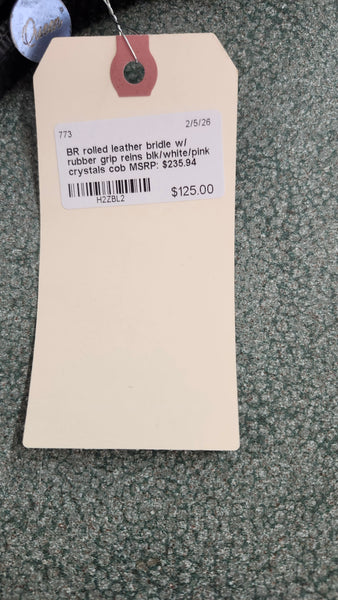 773 2/5/26
BR rolled leather bridle w/
rubber grip reins blk/white/pink
crystals cob MSRP: $235.94
H2ZBL2 $125.00